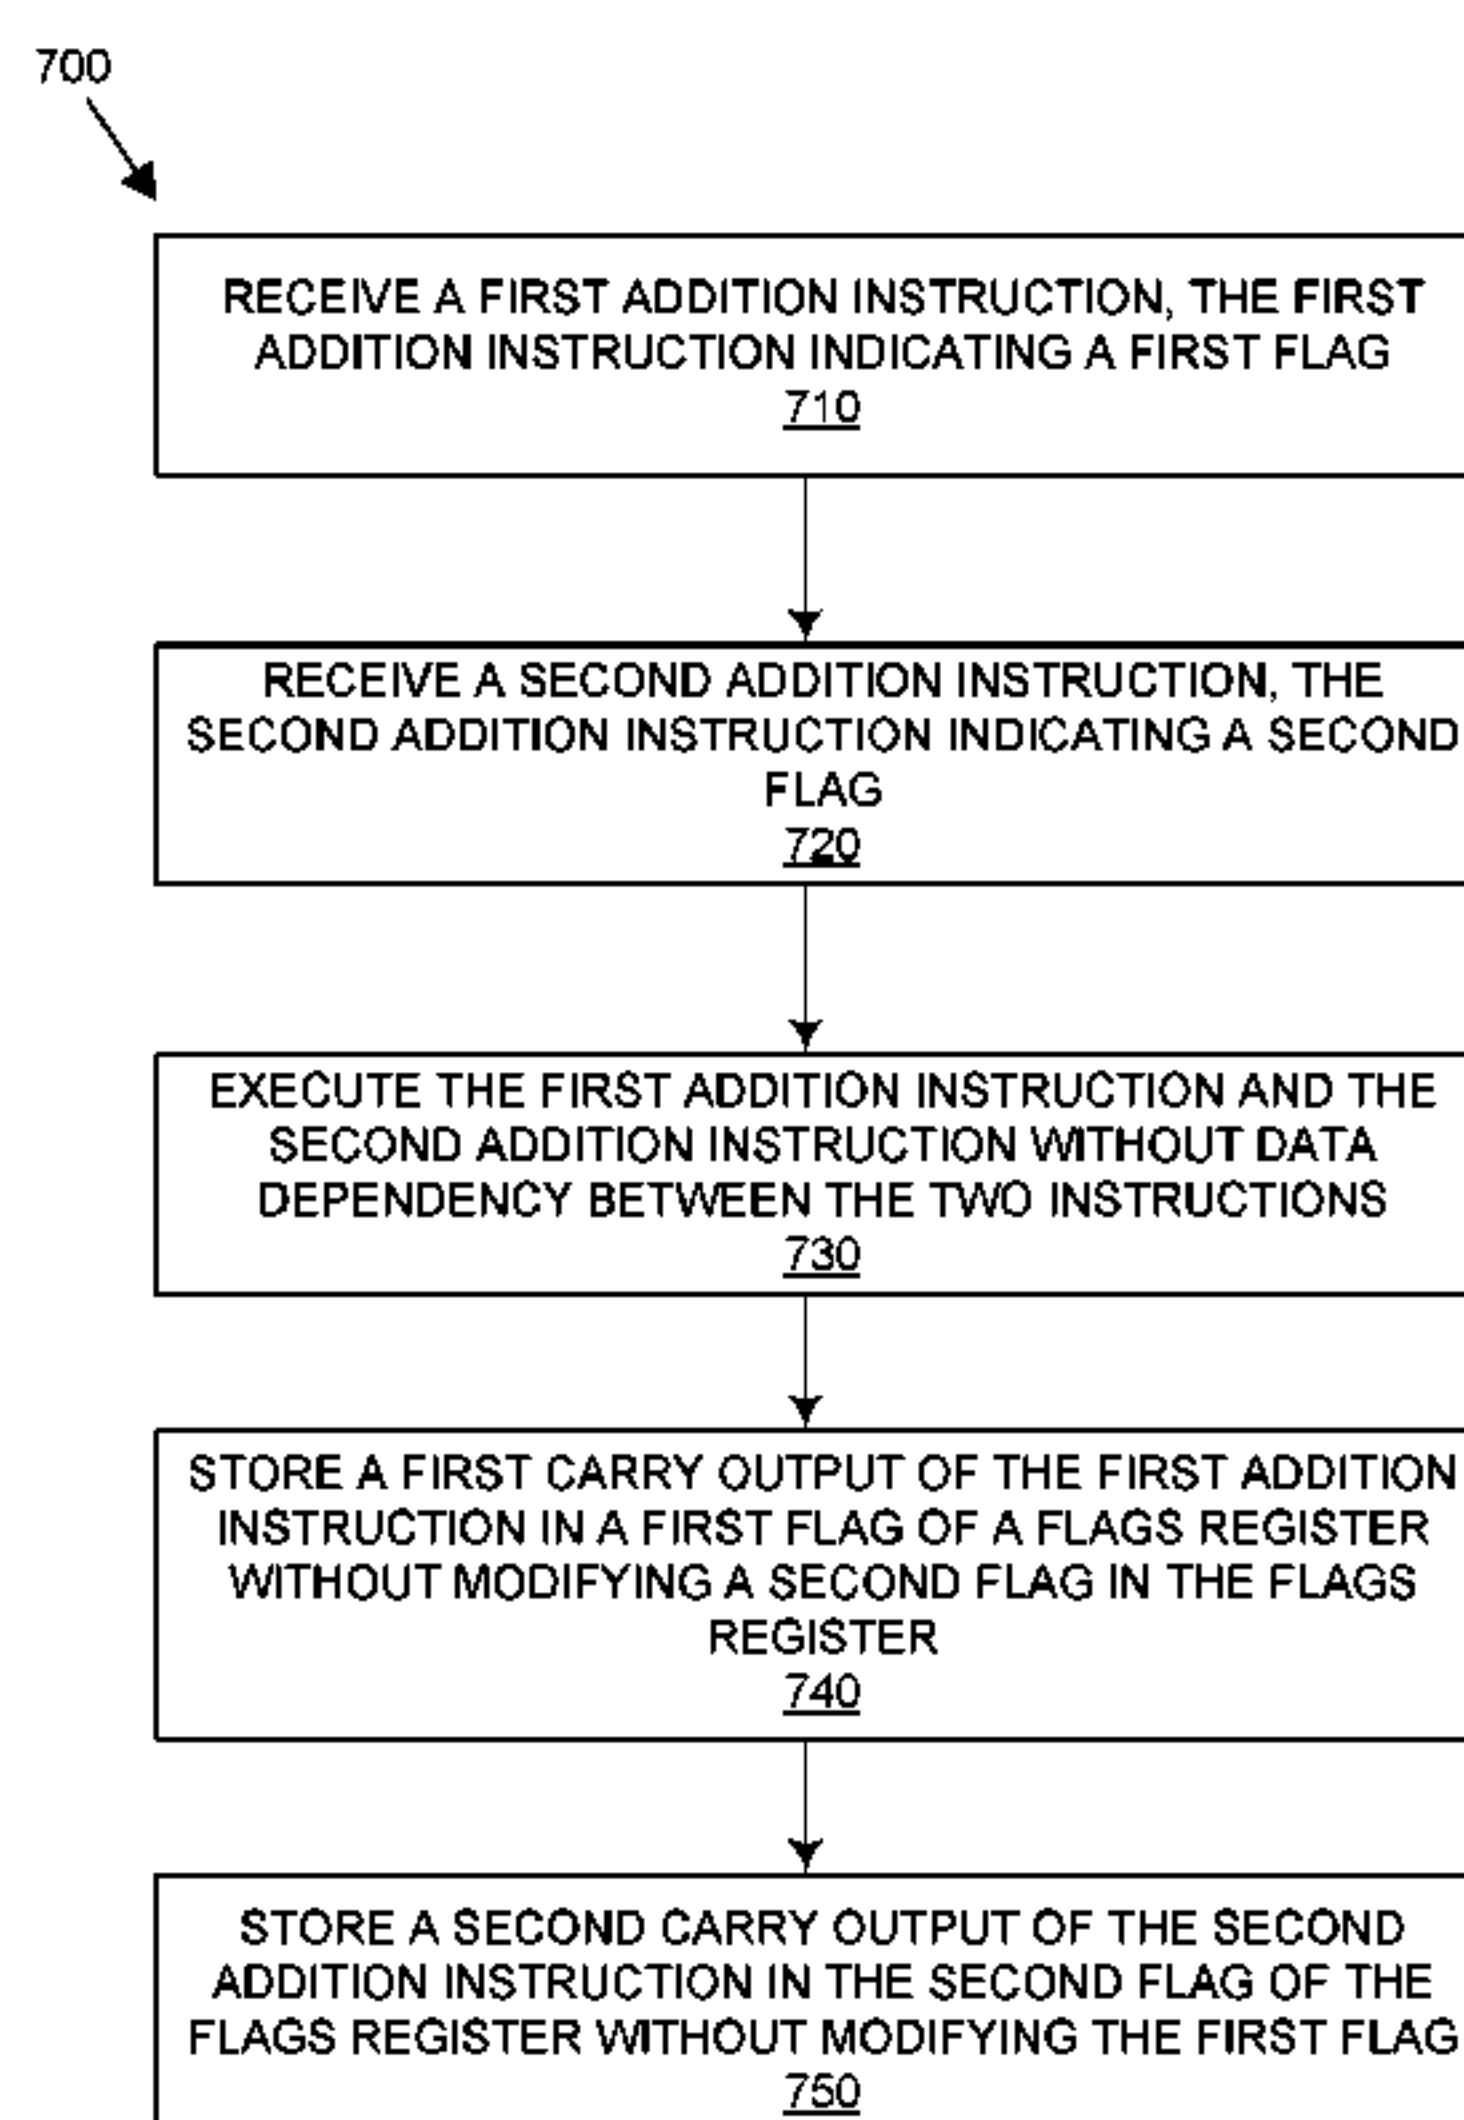 700
RECEIVE A FIRST ADDITION INSTRUCTION, THE FIRST
ADDITION INSTRUCTION INDICATING A FIRST FLAG
710
RECEIVE A SECOND ADDITION INSTRUCTION, THE
SECOND ADDITION INSTRUCTION INDICATING A SECOND
FLAG
720
EXECUTE THE FIRST ADDITION INSTRUCTION AND THE
SECOND ADDITION INSTRUCTION WITHOUT DATA
DEPENDENCY BETWEEN THE TWO INSTRUCTIONS
730
STORE A FIRST CARRY OUTPUT OF THE FIRST ADDITION
INSTRUCTION IN A FIRST FLAG OF A FLAGS REGISTER
WITHOUT MODIFYING A SECOND FLAG IN THE FLAGS
REGISTER
740
STORE A SECOND CARRY OUTPUT OF THE SECOND
ADDITION INSTRUCTION IN THE SECOND FLAG OF THE
FLAGS REGISTER WITHOUT MODIFYING THE FIRST FLAG
750